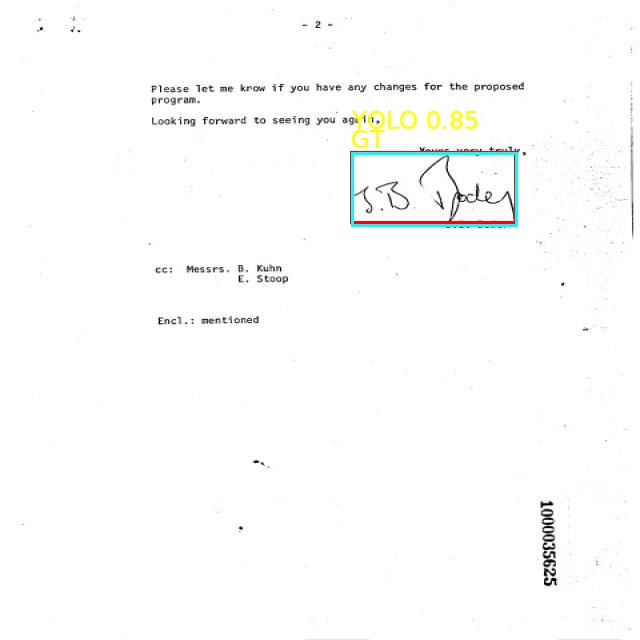 - 2 -
Please let me know if you have any changes for the proposed
program.
Looking forward to seeing you again,
YOLO 0.85
GT
Yours very truly,
J.B.
cc: Messrs. B. Kuhn
E. Stoop
Encl.: mentioned
1000035625